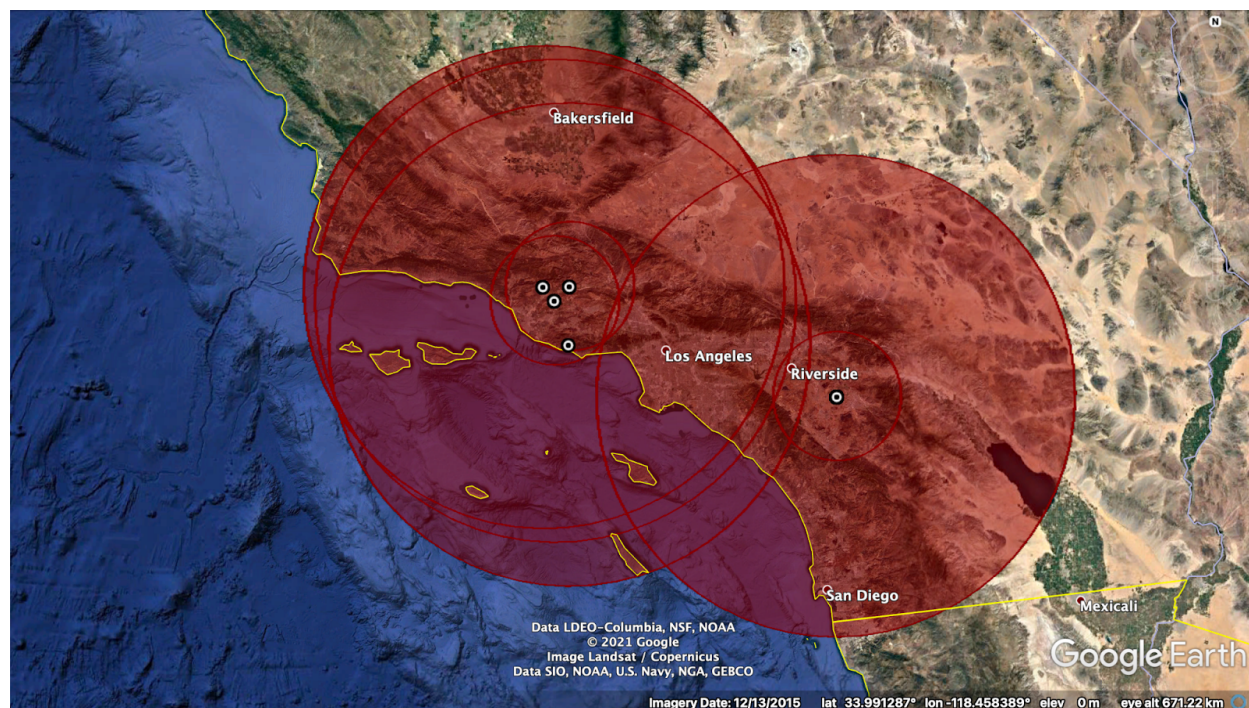 N
Bakersfield
Los Angeles
Riverside
San Diego
Mexicali
Data LDEO-Columbia, NSF, NOAA
© 2021 Google
Image Landsat / Copernicus
Data SIO, NOAA, U.S. Navy, NGA, GEBCO
Google Earth
Imagery Date: 12/13/2015 lat 33.991287° lon -118.458389° elev 0 m eye alt 671.22 km